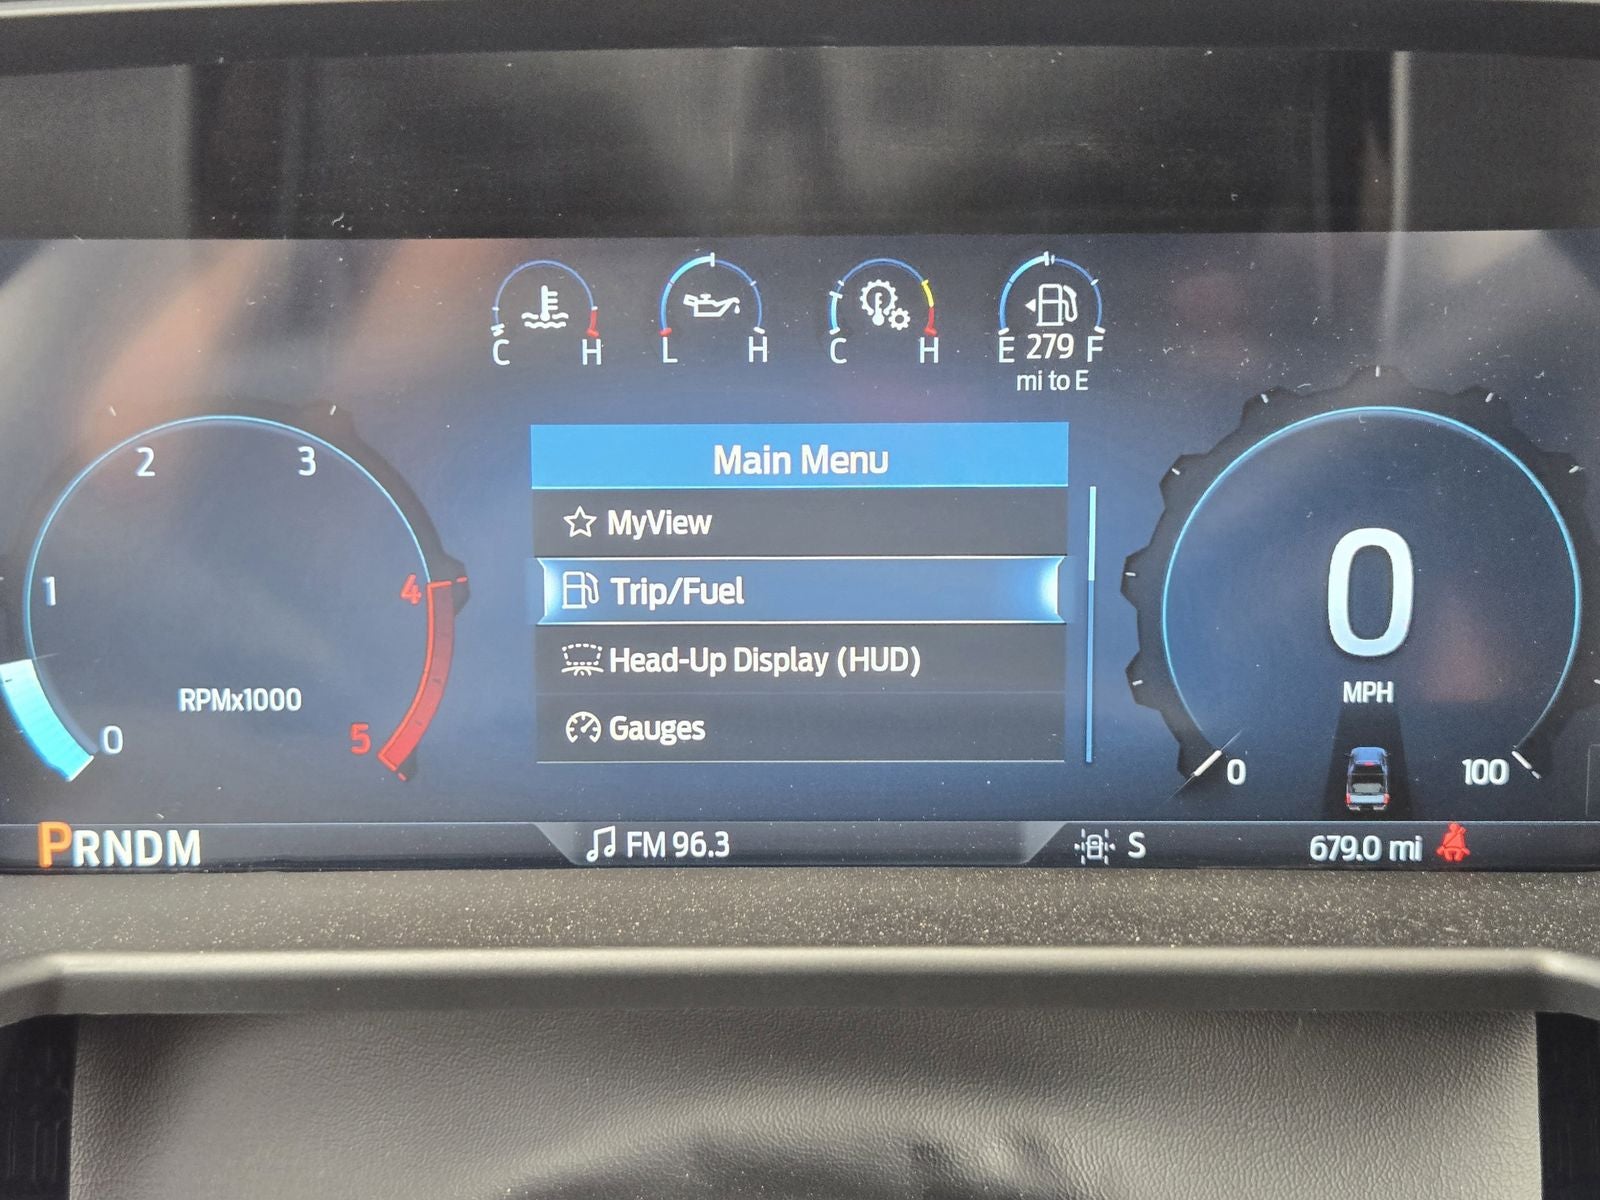 C H L H C H E 279 F
mi to E
Main Menu
MyView
Trip/Fuel
Head-Up Display (HUD)
Gauges
0 1 2 3 4 5
RPMx1000
0
MPH
0 100
PRNDM
FM 96.3
S
679.0 mi